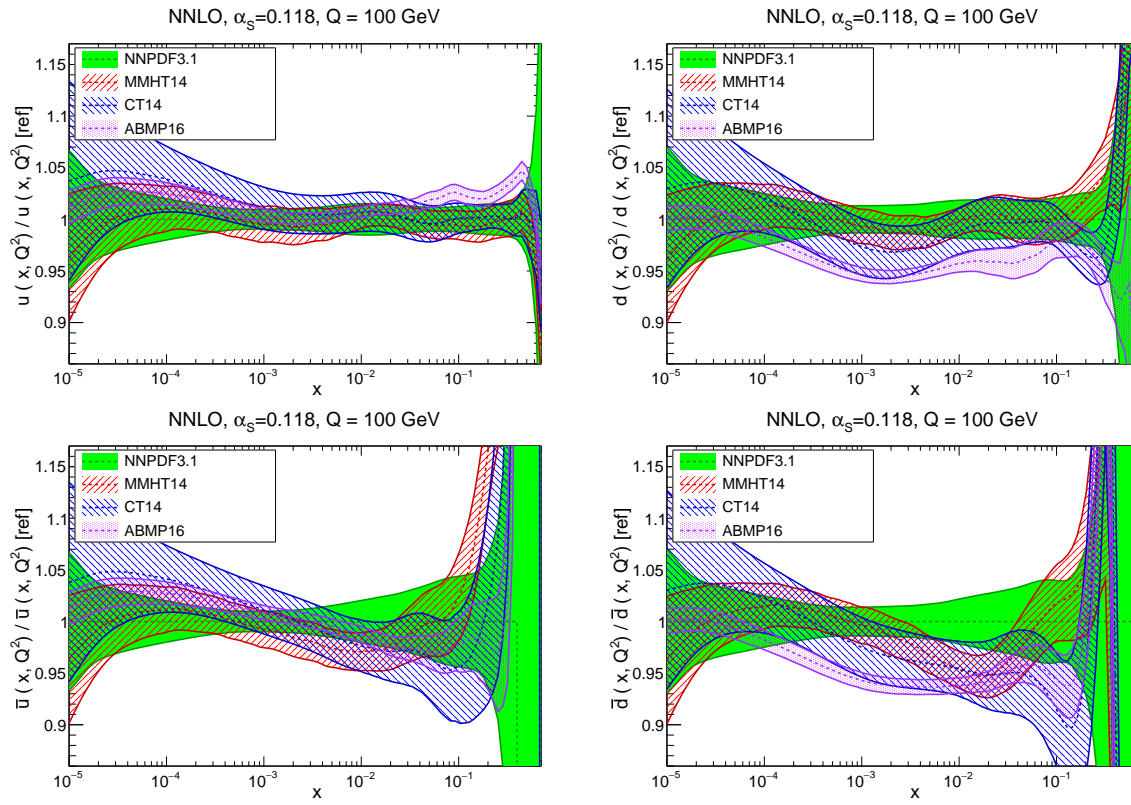 NNLO, α_S=0.118, Q = 100 GeV
u ( x, Q²) / u ( x, Q²) [ref]
1.15
1.1
1.05
1
0.95
0.9
NNPDF3.1
MMHT14
CT14
ABMP16
10⁻⁵ 10⁻⁴ 10⁻³ 10⁻² 10⁻¹
x
NNLO, α_S=0.118, Q = 100 GeV
d ( x, Q²) / d ( x, Q²) [ref]
1.15
1.1
1.05
1
0.95
0.9
NNPDF3.1
MMHT14
CT14
ABMP16
10⁻⁵ 10⁻⁴ 10⁻³ 10⁻² 10⁻¹
x
NNLO, α_S=0.118, Q = 100 GeV
u̅ ( x, Q²) / u̅ ( x, Q²) [ref]
1.15
1.1
1.05
1
0.95
0.9
NNPDF3.1
MMHT14
CT14
ABMP16
10⁻⁵ 10⁻⁴ 10⁻³ 10⁻² 10⁻¹
x
NNLO, α_S=0.118, Q = 100 GeV
d̅ ( x, Q²) / d̅ ( x, Q²) [ref]
1.15
1.1
1.05
1
0.95
0.9
NNPDF3.1
MMHT14
CT14
ABMP16
10⁻⁵ 10⁻⁴ 10⁻³ 10⁻² 10⁻¹
x